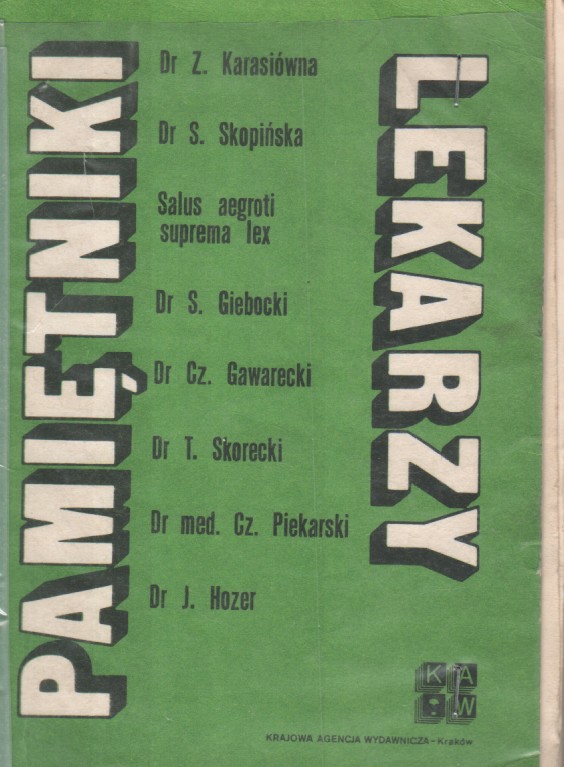 PAMIĘTNIKI
LEKARZY
Dr Z. Karasiówna
Dr S. Skopińska
Salus aegroti
suprema lex
Dr S. Giebocki
Dr Cz. Gawarecki
Dr T. Skorecki
Dr med. Cz. Piekarski
Dr J. Hozer
K A
W
KRAJOWA AGENCJA WYDAWNICZA–Kraków